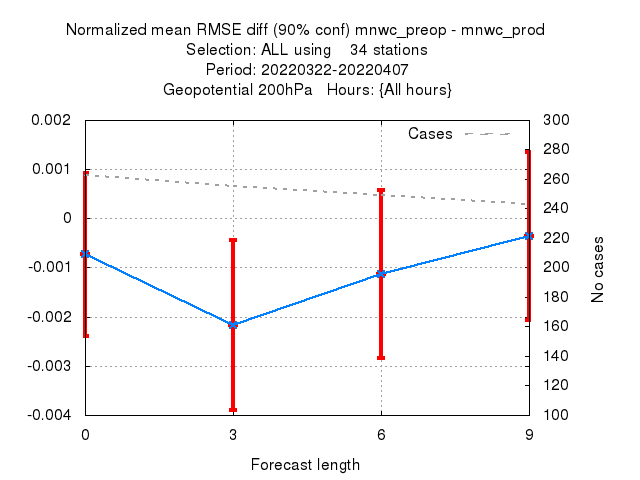 Normalized mean RMSE diff (90% conf) mnwc_preop - mnwc_prod
Selection: ALL using    34 stations
Period: 20220322-20220407
Geopotential 200hPa   Hours: {All hours}
Cases
0.002
0.001
0
-0.001
-0.002
-0.003
-0.004
300
280
260
240
220
200
180
160
140
120
100
No cases
0 3 6 9
Forecast length